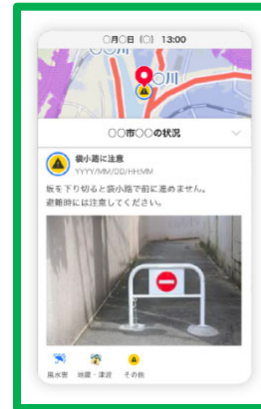 ○月○日（○）13:00
○○川
○川
○○市○○の状況
袋小路に注意
YYYY/MM/DD/HH:MM
坂を下り切ると袋小路で前に進めません。
避難時には注意してください。
風水害 地震・津波 その他